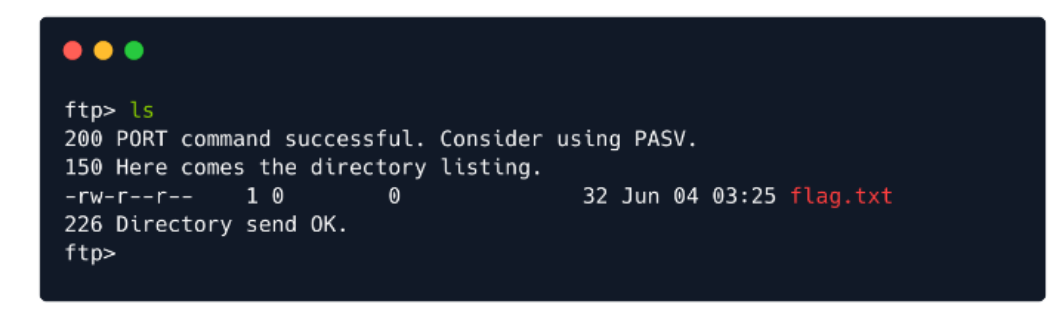 ftp> ls
200 PORT command successful. Consider using PASV.
150 Here comes the directory listing.
-rw-r--r--    1 0        0              32 Jun 04 03:25 flag.txt
226 Directory send OK.
ftp>